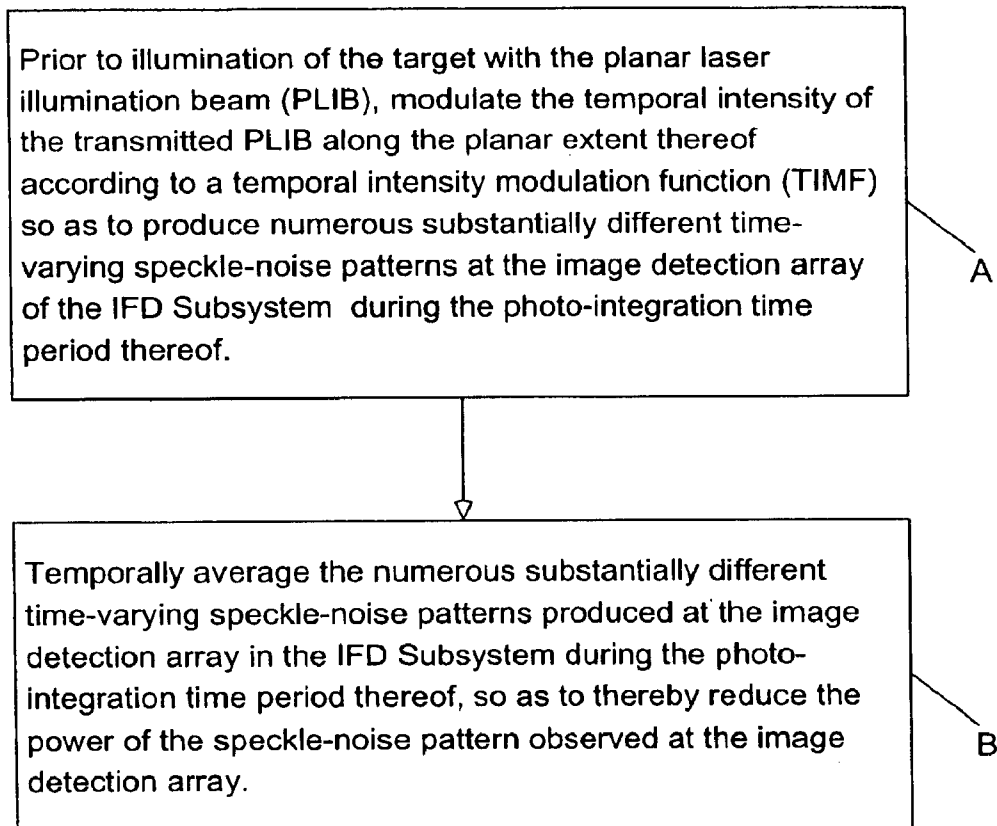 Prior to illumination of the target with the planar laser
illumination beam (PLIB), modulate the temporal intensity of
the transmitted PLIB along the planar extent thereof
according to a temporal intensity modulation function (TIMF)
so as to produce numerous substantially different time-
varying speckle-noise patterns at the image detection array
of the IFD Subsystem during the photo-integration time
period thereof.
A
Temporally average the numerous substantially different
time-varying speckle-noise patterns produced at the image
detection array in the IFD Subsystem during the photo-
integration time period thereof, so as to thereby reduce the
power of the speckle-noise pattern observed at the image
detection array.
B